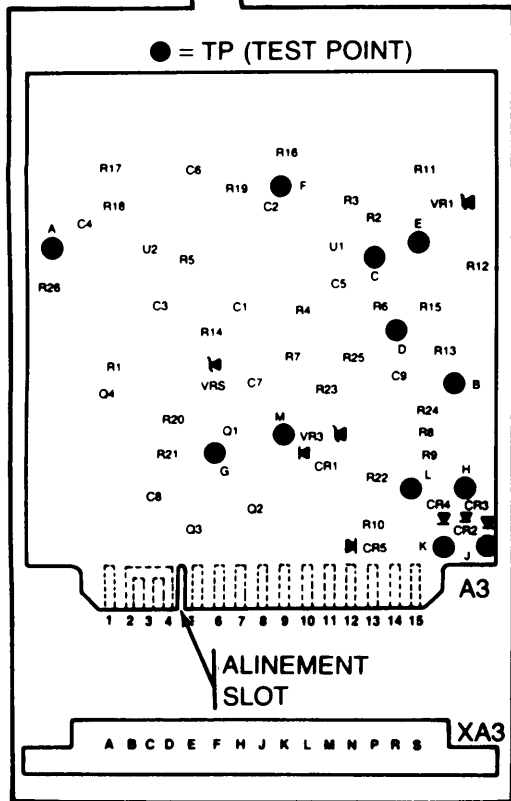 ● = TP (TEST POINT)
R16
R17 C6 R11
R19 F
R18 C2 R3 VR1
A C4 R2 E
U2 U1
R5 C R12
R26 C5
C3 C1 R4 R6 R15
R14
D R13
R1 R7 R25
VRS C7 C9 B
Q4 R23
M R24
R20 Q1 VR3 R8
R21 G CR1 R9
R22 L H
C8 CR4 CR3
Q2 R10 CR2
Q3 CR5 K J
A3
1 2 3 4 5 6 7 8 9 10 11 12 13 14 15
ALINEMENT
SLOT
XA3
A B C D E F H J K L M N P R S